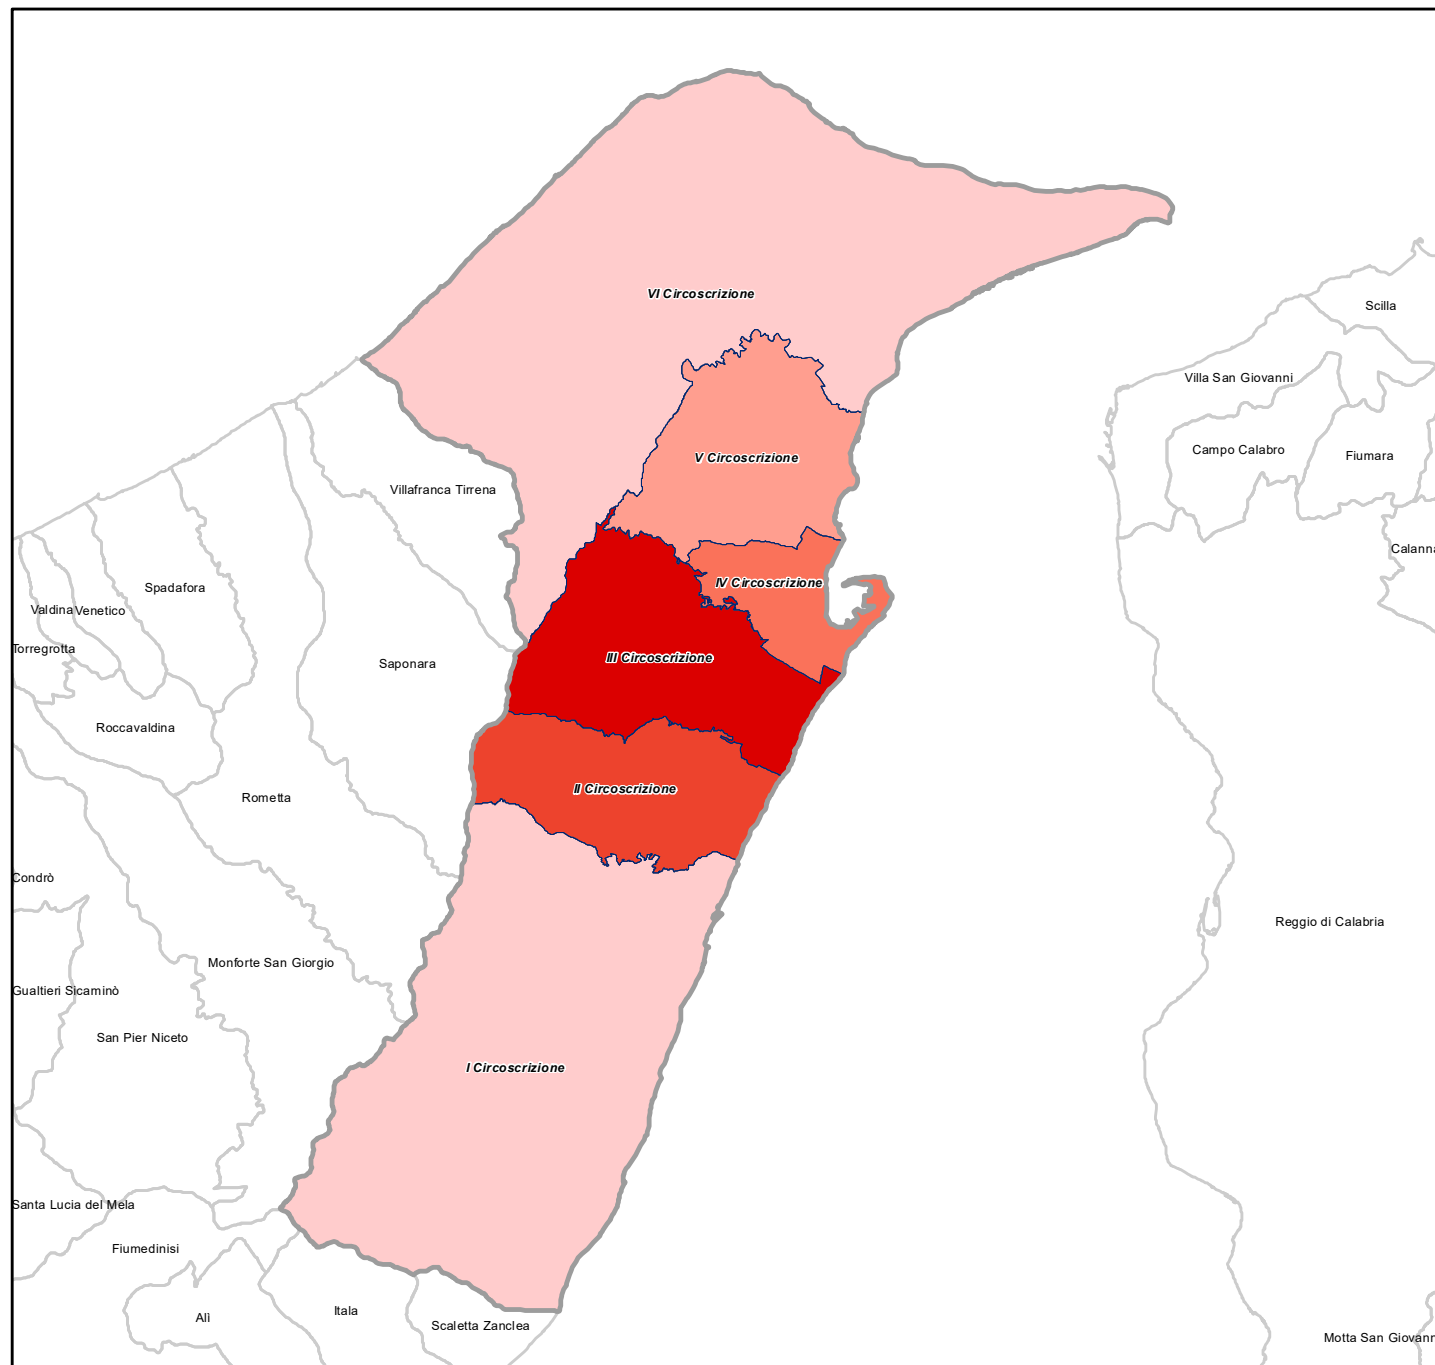 VI Circoscrizione
Scilla
Villa San Giovanni
Campo Calabro
Fiumara
V Circoscrizione
Villafranca Tirrena
Calanna
Spadafora
IV Circoscrizione
Valdina
Venetico
Torregrotta
III Circoscrizione
Saponara
Roccavaldina
II Circoscrizione
Rometta
Condrò
Reggio di Calabria
Monforte San Giorgio
Gualtieri Sicaminò
San Pier Niceto
I Circoscrizione
Santa Lucia del Mela
Fiumedinisi
Itala
Alì
Scaletta Zanclea
Motta San Giovann